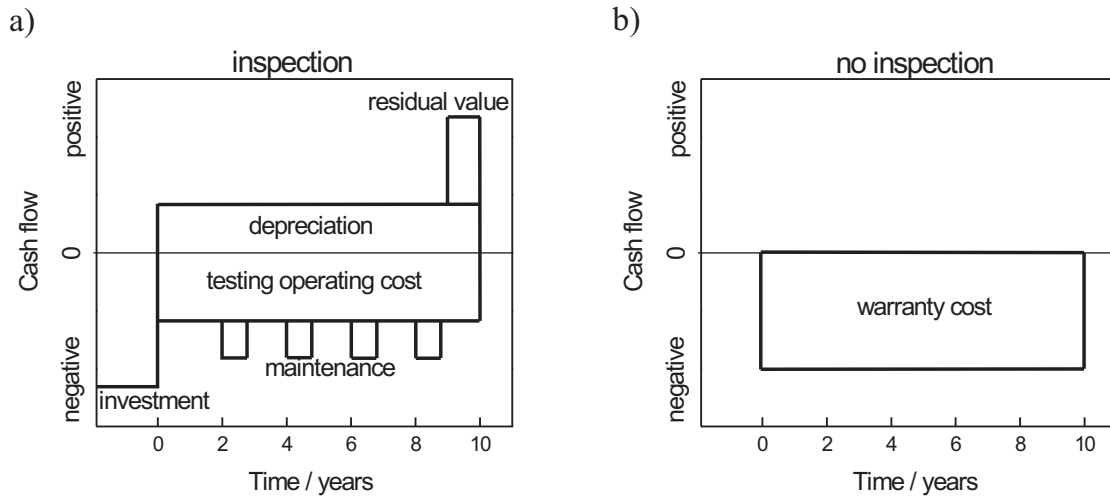 a)
inspection
positive
0
negative
Cash flow
residual value
depreciation
testing operating cost
maintenance
investment
0 2 4 6 8 10
Time / years
b)
no inspection
positive
0
negative
Cash flow
warranty cost
0 2 4 6 8 10
Time / years